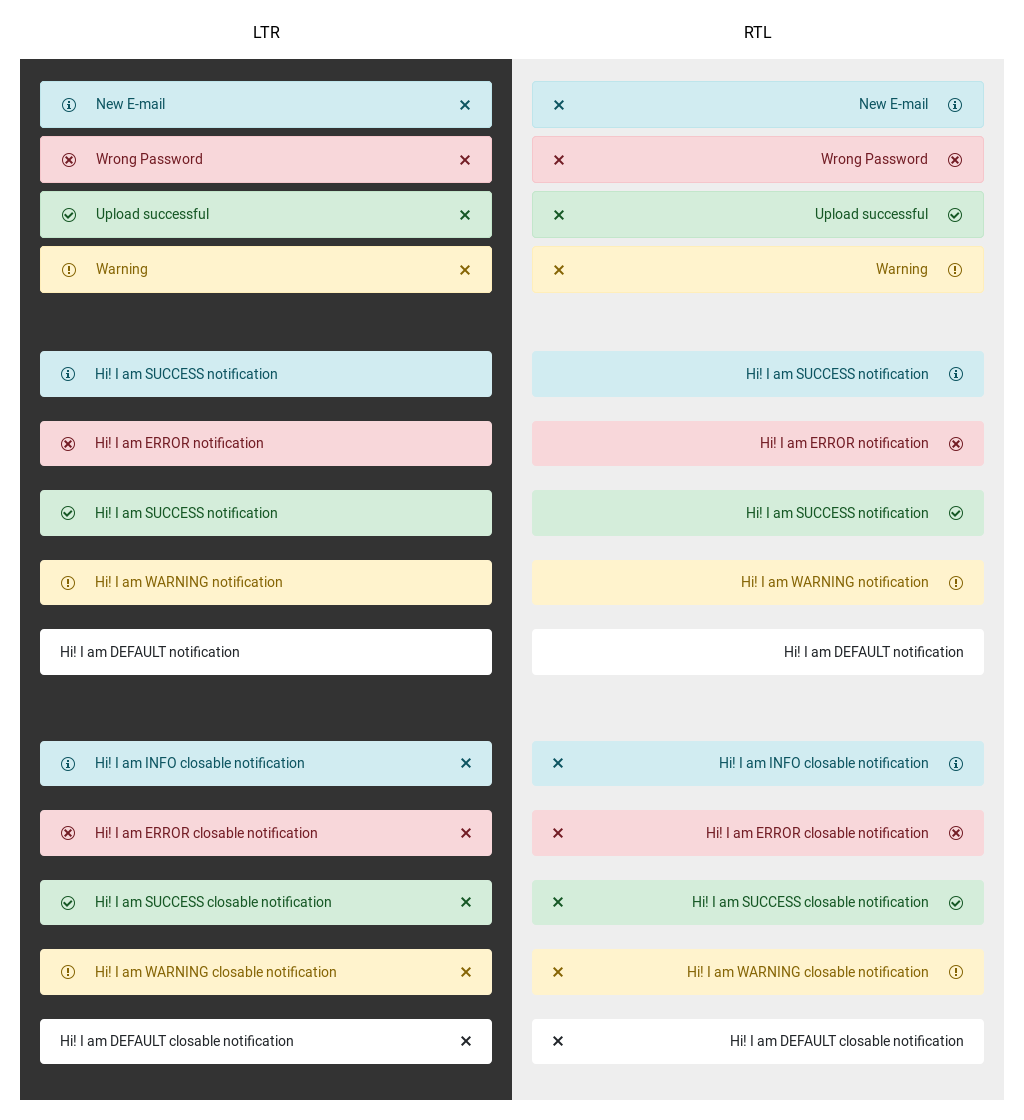 LTR
New E-mail
Wrong Password
Upload successful
Warning
Hi! I am SUCCESS notification
Hi! I am ERROR notification
Hi! I am SUCCESS notification
Hi! I am WARNING notification
Hi! I am DEFAULT notification
Hi! I am INFO closable notification
Hi! I am ERROR closable notification
Hi! I am SUCCESS closable notification
Hi! I am WARNING closable notification
Hi! I am DEFAULT closable notification
RTL
New E-mail
Wrong Password
Upload successful
Warning
Hi! I am SUCCESS notification
Hi! I am ERROR notification
Hi! I am SUCCESS notification
Hi! I am WARNING notification
Hi! I am DEFAULT notification
Hi! I am INFO closable notification
Hi! I am ERROR closable notification
Hi! I am SUCCESS closable notification
Hi! I am WARNING closable notification
Hi! I am DEFAULT closable notification